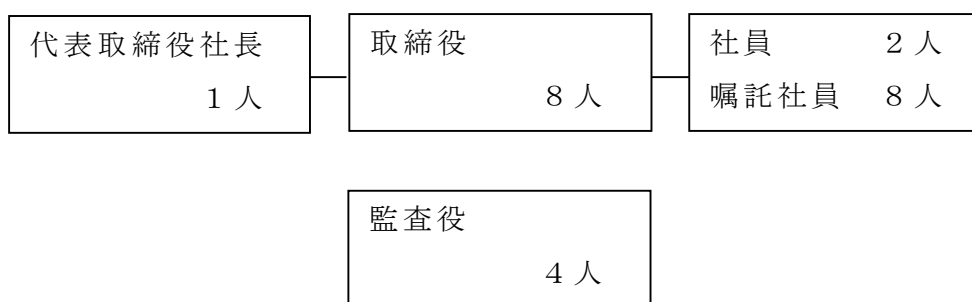 代表取締役社長
１人
取締役
８人
社員　２人
嘱託社員　８人
監査役
４人